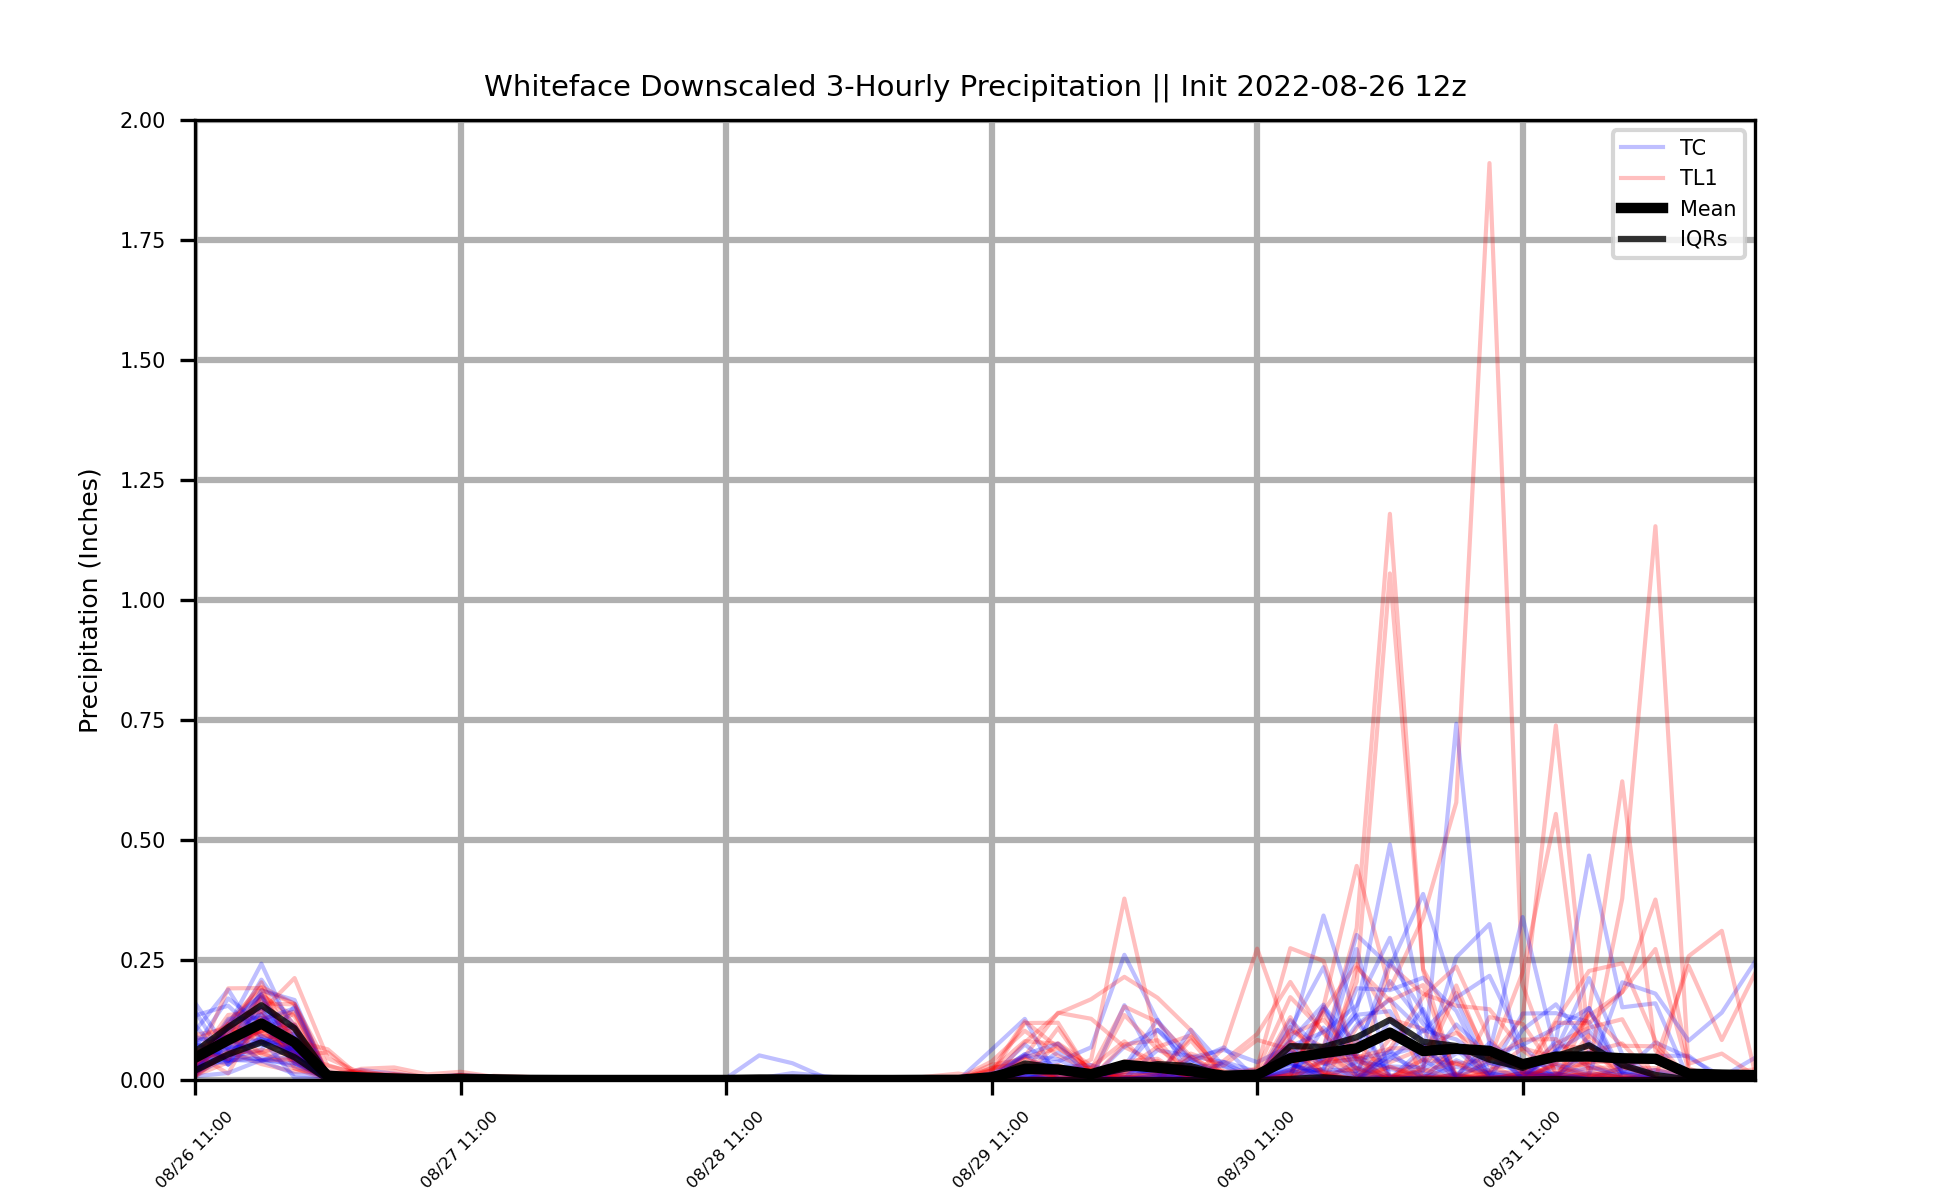 Whiteface Downscaled 3-Hourly Precipitation || Init 2022-08-26 12z
2.00
1.75
1.50
1.25
1.00
0.75
0.50
0.25
0.00
Precipitation (Inches)
TC
TL1
Mean
IQRs
08/26 11:00
08/27 11:00
08/28 11:00
08/29 11:00
08/30 11:00
08/31 11:00